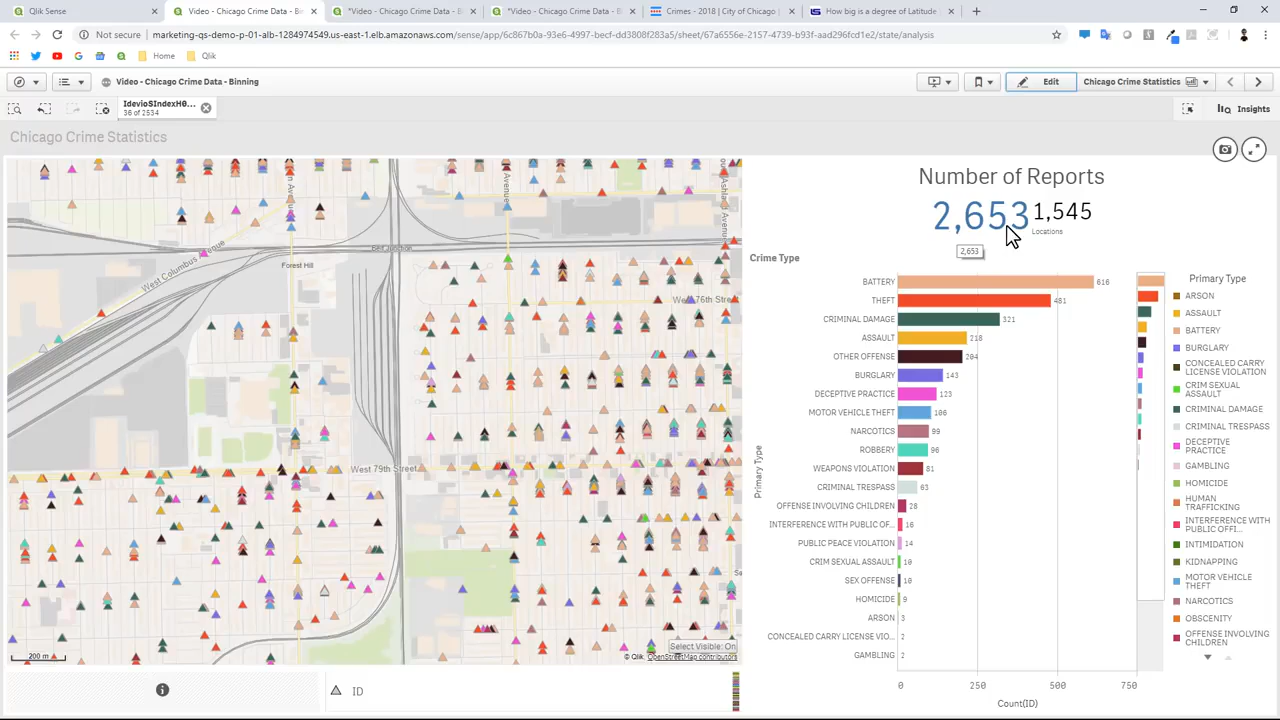 Qlik Sense
Video - Chicago Crime Data - Bin
*Video - Chicago Crime Data - B
*Video - Chicago Crime Data - B
Crimes - 2018 | City of Chicago |
How big is a degree of Latitude
Not secure | marketing-qs-demo-p-01-alb-1284974549.us-east-1.elb.amazonaws.com/sense/app/6c867b0a-93e6-4997-becf-dd3808f283a5/sheet/67a6556e-2157-4739-b93f-aad296fcd1e2/state/analysis
Home
Qlik
Video - Chicago Crime Data - Binning
Edit
Chicago Crime Statistics
IdevioSIndexH0...
36 of 2534
Insights
Chicago Crime Statistics
West Columbus Avenue
Belt Junction
Forest Hill
Avenue
Ashland Avenue
West 76th Street
West 79th Street
200 m
Select Visible: On
© Qlik, OpenStreetMap contributors
ID
Number of Reports
2,653
1,545
Locations
2,653
Crime Type
Primary Type
BATTERY 616
THEFT 481
CRIMINAL DAMAGE 321
ASSAULT 218
OTHER OFFENSE 204
BURGLARY 143
DECEPTIVE PRACTICE 123
MOTOR VEHICLE THEFT 106
NARCOTICS 99
ROBBERY 96
WEAPONS VIOLATION 81
CRIMINAL TRESPASS 63
OFFENSE INVOLVING CHILDREN 28
INTERFERENCE WITH PUBLIC OF... 16
PUBLIC PEACE VIOLATION 14
CRIM SEXUAL ASSAULT 10
SEX OFFENSE 10
HOMICIDE 9
ARSON 3
CONCEALED CARRY LICENSE VIO... 2
GAMBLING 2
0 250 500 750
Count(ID)
Primary Type
ARSON
ASSAULT
BATTERY
BURGLARY
CONCEALED CARRY
LICENSE VIOLATION
CRIM SEXUAL
ASSAULT
CRIMINAL DAMAGE
CRIMINAL TRESPASS
DECEPTIVE
PRACTICE
GAMBLING
HOMICIDE
HUMAN
TRAFFICKING
INTERFERENCE WITH
PUBLIC OFFI...
INTIMIDATION
KIDNAPPING
MOTOR VEHICLE
THEFT
NARCOTICS
OBSCENITY
OFFENSE INVOLVING
CHILDREN